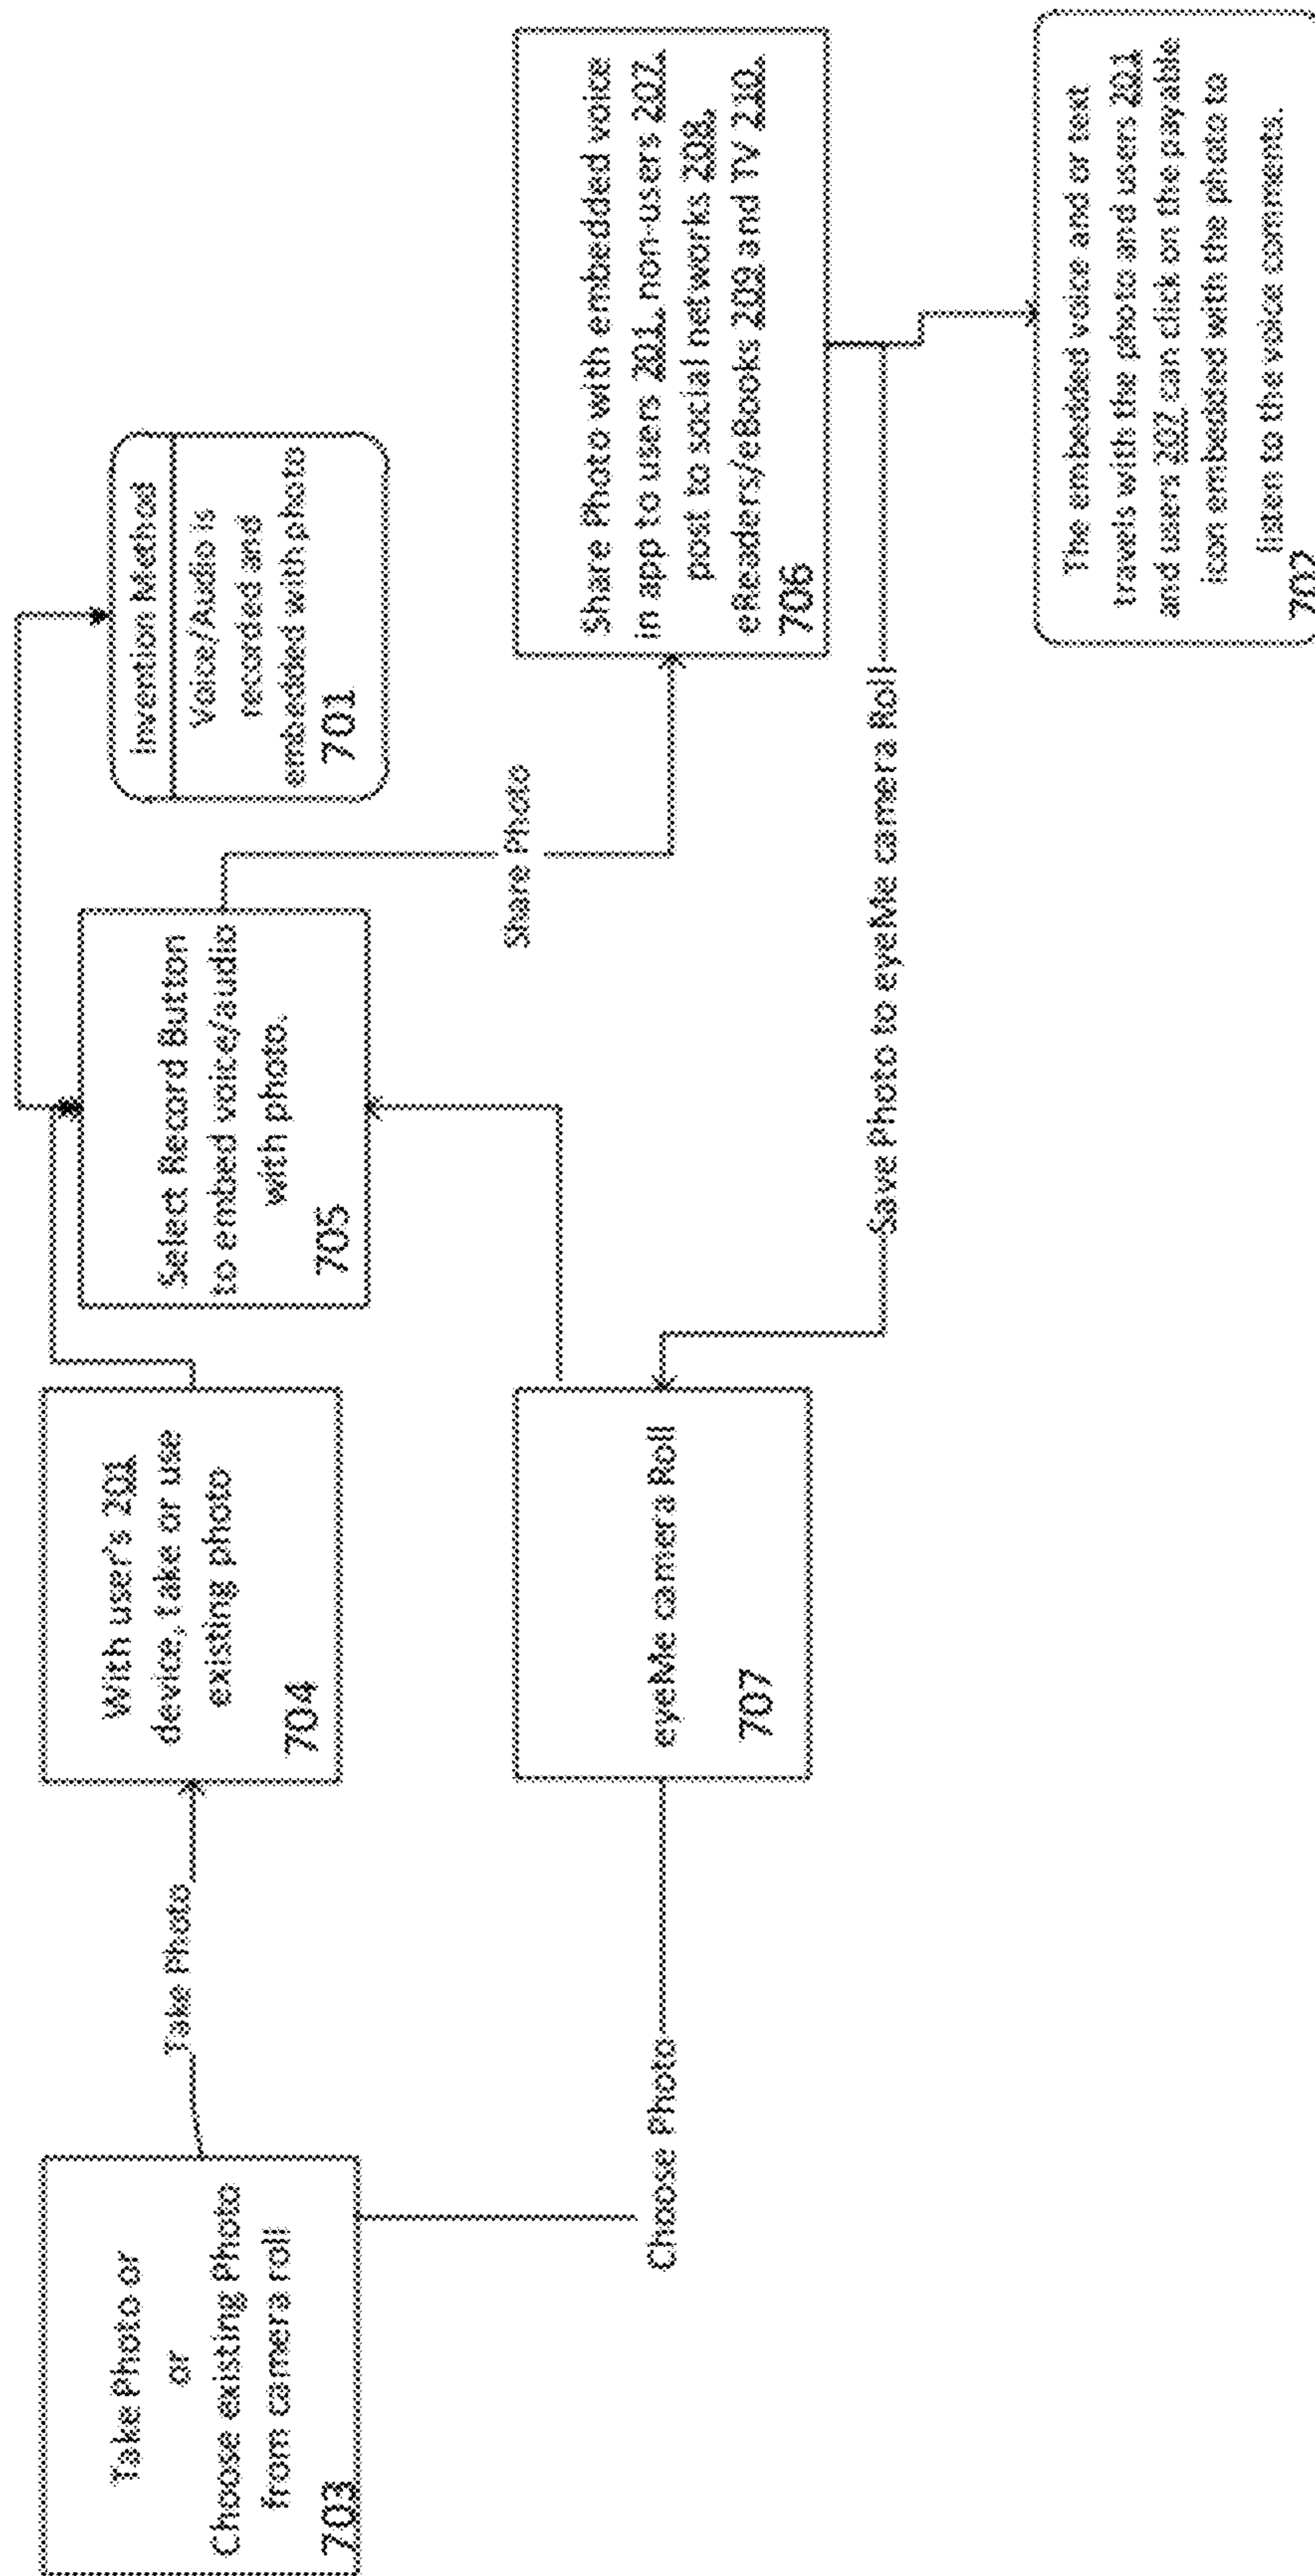 Take Photo or
or
Choose existing Photo
from camera roll
703
Take Photo
Choose Photo
With user's 201
device, take or use
existing photo
704
eyeMe camera Roll
707
Select Record Button
to embed voice/audio
with photo.
705
Invention Method
Voice/Audio is
recorded and
embedded with photo
701
Share Photo
Save Photo to eyeMe camera Roll
Share Photo with embedded voice
in app to users 201, non-users 207,
post to social networks 208,
eReaders/eBooks 209 and TV 210.
706
The embedded voice and or text
travels with the photo and users 201
and users 207 can click on the payable
icon embedded with the photo to
listen to the voice comments.
702